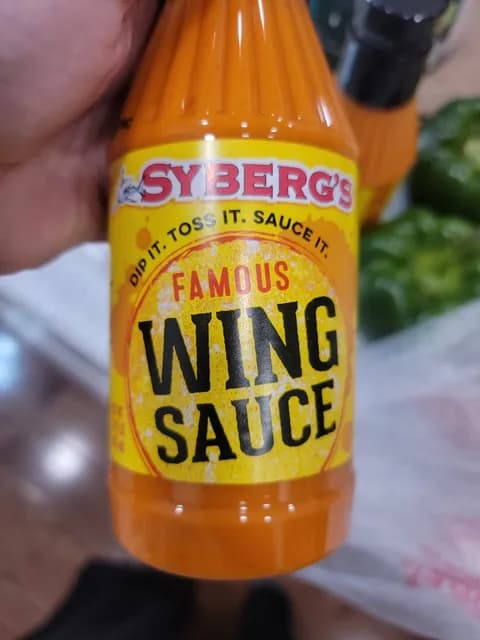 SYBERG'S
DIP IT. TOSS IT. SAUCE IT.
FAMOUS
WING
SAUCE